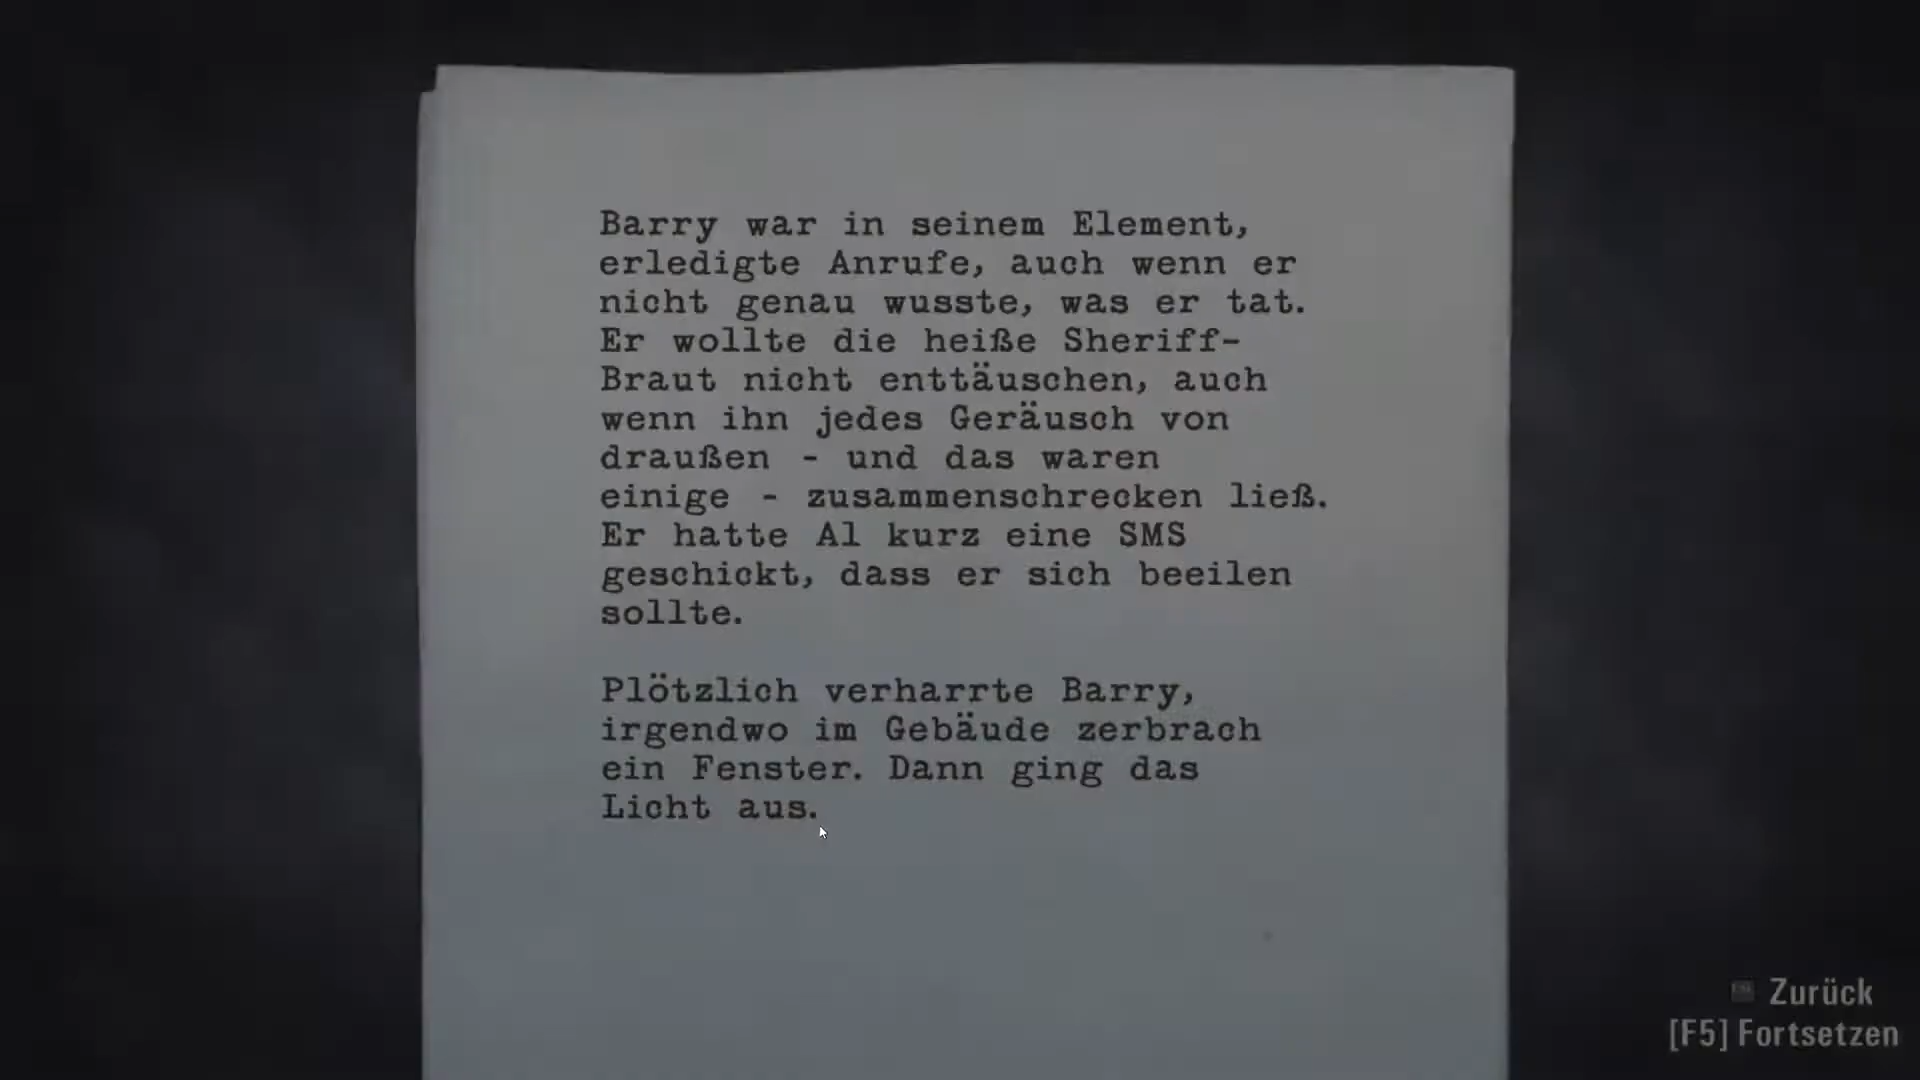 Barry war in seinem Element,
erledigte Anrufe, auch wenn er
nicht genau wusste, was er tat.
Er wollte die heiße Sheriff-
Braut nicht enttäuschen, auch
wenn ihn jedes Geräusch von
draußen - und das waren
einige - zusammenschrecken ließ.
Er hatte Al kurz eine SMS
geschickt, dass er sich beeilen
sollte.
Plötzlich verharrte Barry,
irgendwo im Gebäude zerbrach
ein Fenster. Dann ging das
Licht aus.
Zurück
[F5] Fortsetzen